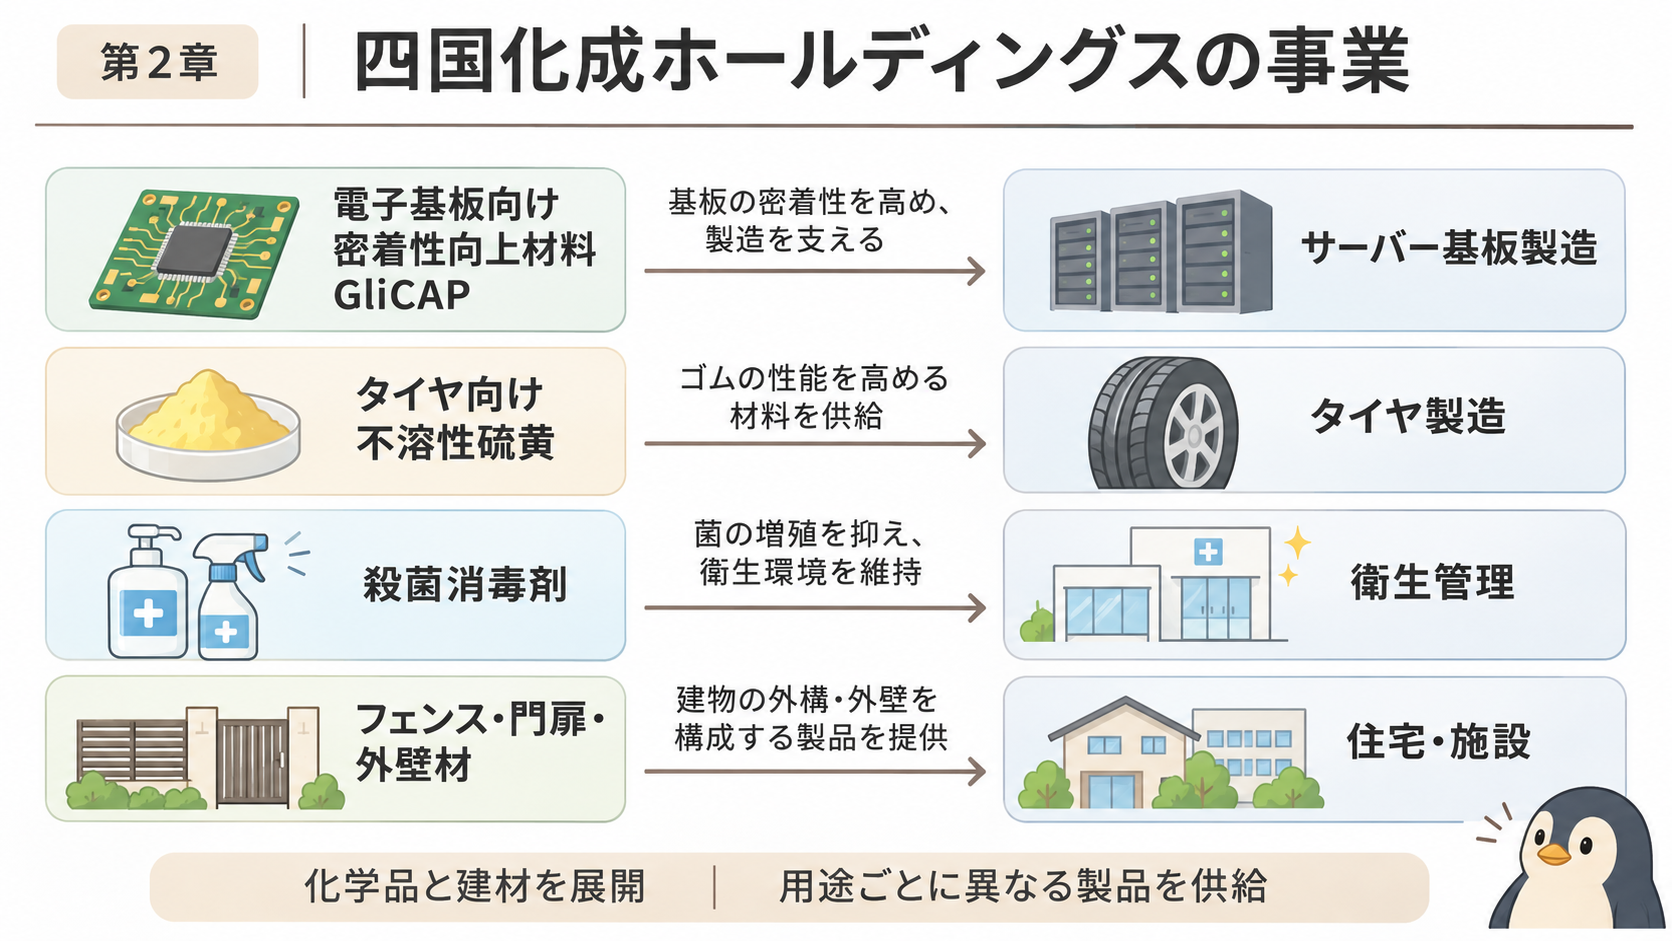 第2章
四国化成ホールディングスの事業
電子基板向け
密着性向上材料
GliCAP
基板の密着性を高め、
製造を支える
サーバー基板製造
タイヤ向け
不溶性硫黄
ゴムの性能を高める
材料を供給
タイヤ製造
殺菌消毒剤
菌の増殖を抑え、
衛生環境を維持
衛生管理
フェンス・門扉・
外壁材
建物の外構・外壁を
構成する製品を提供
住宅・施設
化学品と建材を展開
用途ごとに異なる製品を供給